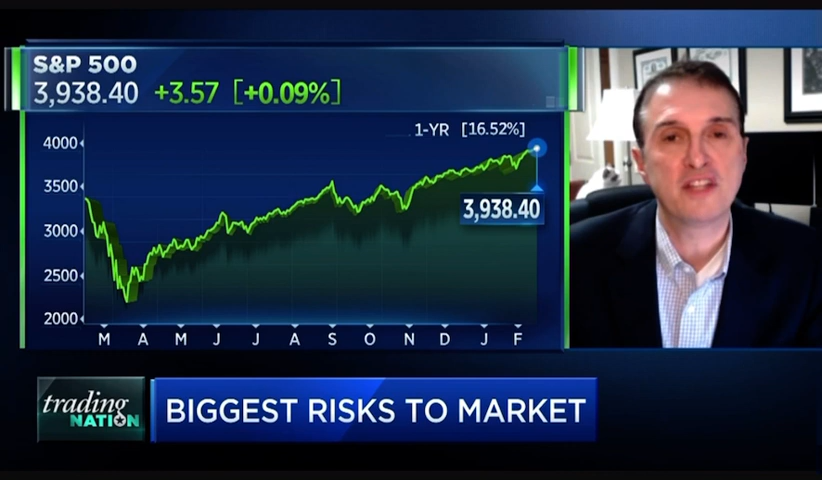 S&P 500
3,938.40 +3.57 [+0.09%]
1-YR [16.52%]
4000
3500
3000
2500
2000
3,938.40
M A M J J A S O N D J F
trading
NATION
BIGGEST RISKS TO MARKET